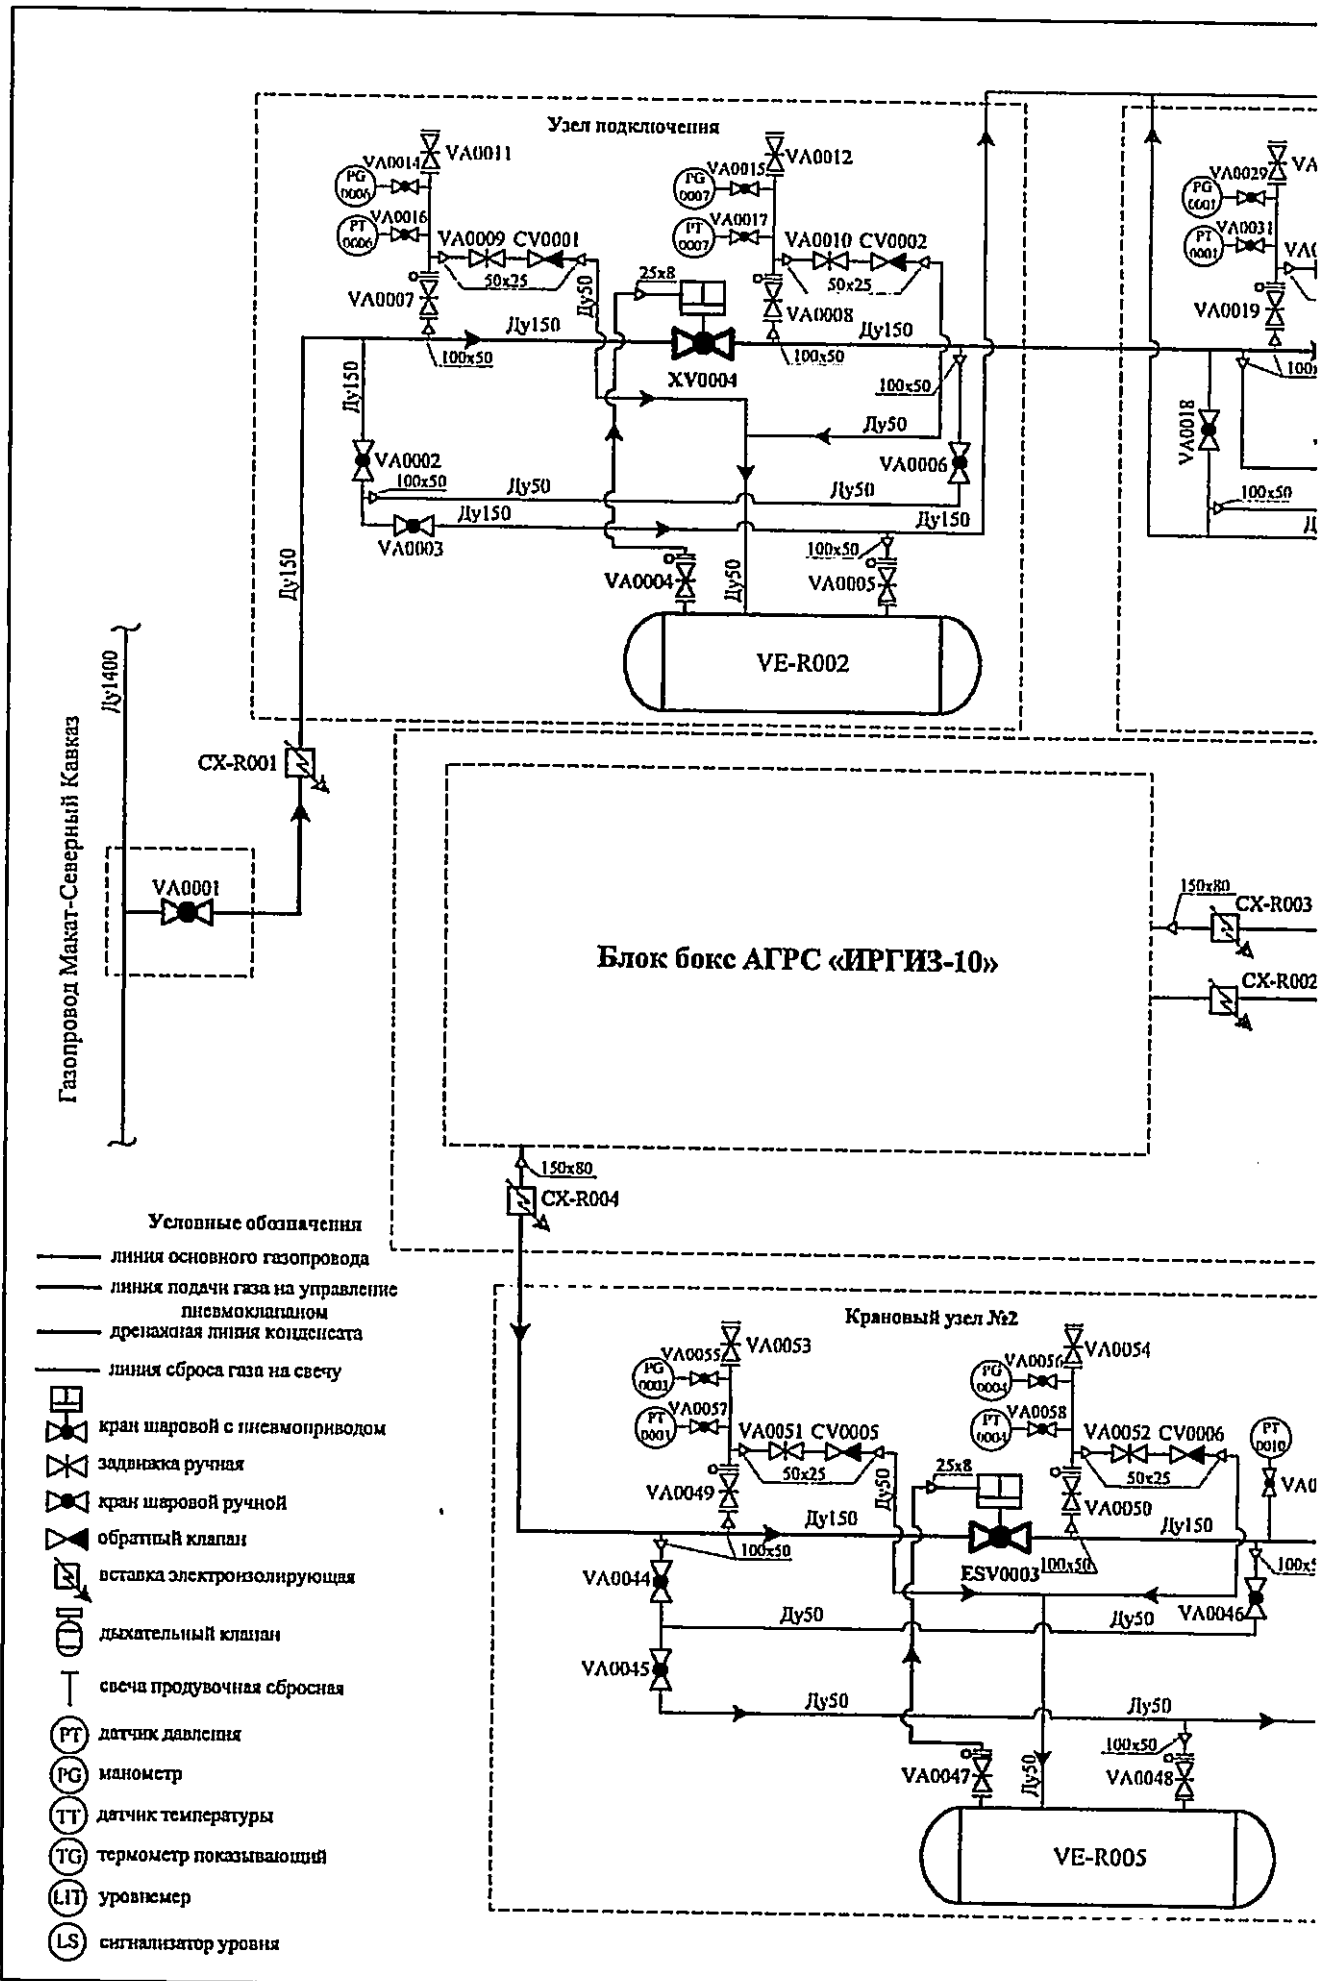 Узел подключения
VA0011
VA0014
PG
0006
VA0016
PT
0006
VA0009
CV0001
50x25
VA0007
100x50
VA0012
VA0015
PG
0007
VA0017
PT
0007
VA0010
CV0002
50x25
VA0008
100x50
25x8
Ду50
Ду150
XV0004
Ду150
100x50
Ду150
VA0002
100x50
Ду50
Ду50
Ду50
VA0006
Ду150
Ду150
VA0003
100x50
VA0004
Ду50
VA0005
VE-R002
Ду150
VA0029
PG
0001
VA0031
PT
0001
VA0019
VA0018
100x50
Ду1400
Газопровод Макат-Северный Кавказ
CX-R001
VA0001
Блок бокс АГРС «ИРГИЗ-10»
150x80
CX-R003
CX-R002
150x80
CX-R004
Условные обозначения
линия основного газопровода
линия подачи газа на управление
пневмоклапаном
дренажная линия конденсата
линия сброса газа на свечу
кран шаровой с пневмоприводом
задвижка ручная
кран шаровой ручной
обратный клапан
вставка электроизолирующая
дыхательный клапан
свеча продувочная сбросная
PT датчик давления
PG манометр
TT датчик температуры
TG термометр показывающий
LIT уровнемер
LS сигнализатор уровня
Крановый узел №2
VA0053
VA0055
PG
0003
VA0057
PT
0001
VA0051
CV0005
50x25
VA0049
100x50
VA0054
VA0056
PG
0004
VA0058
PT
0004
VA0052
CV0006
50x25
VA0050
100x50
PT
0010
25x8
Ду50
Ду150
ESV0003
Ду150
VA0044
VA0046
Ду50
Ду50
VA0045
Ду50
Ду50
100x50
VA0047
Ду50
VA0048
VE-R005